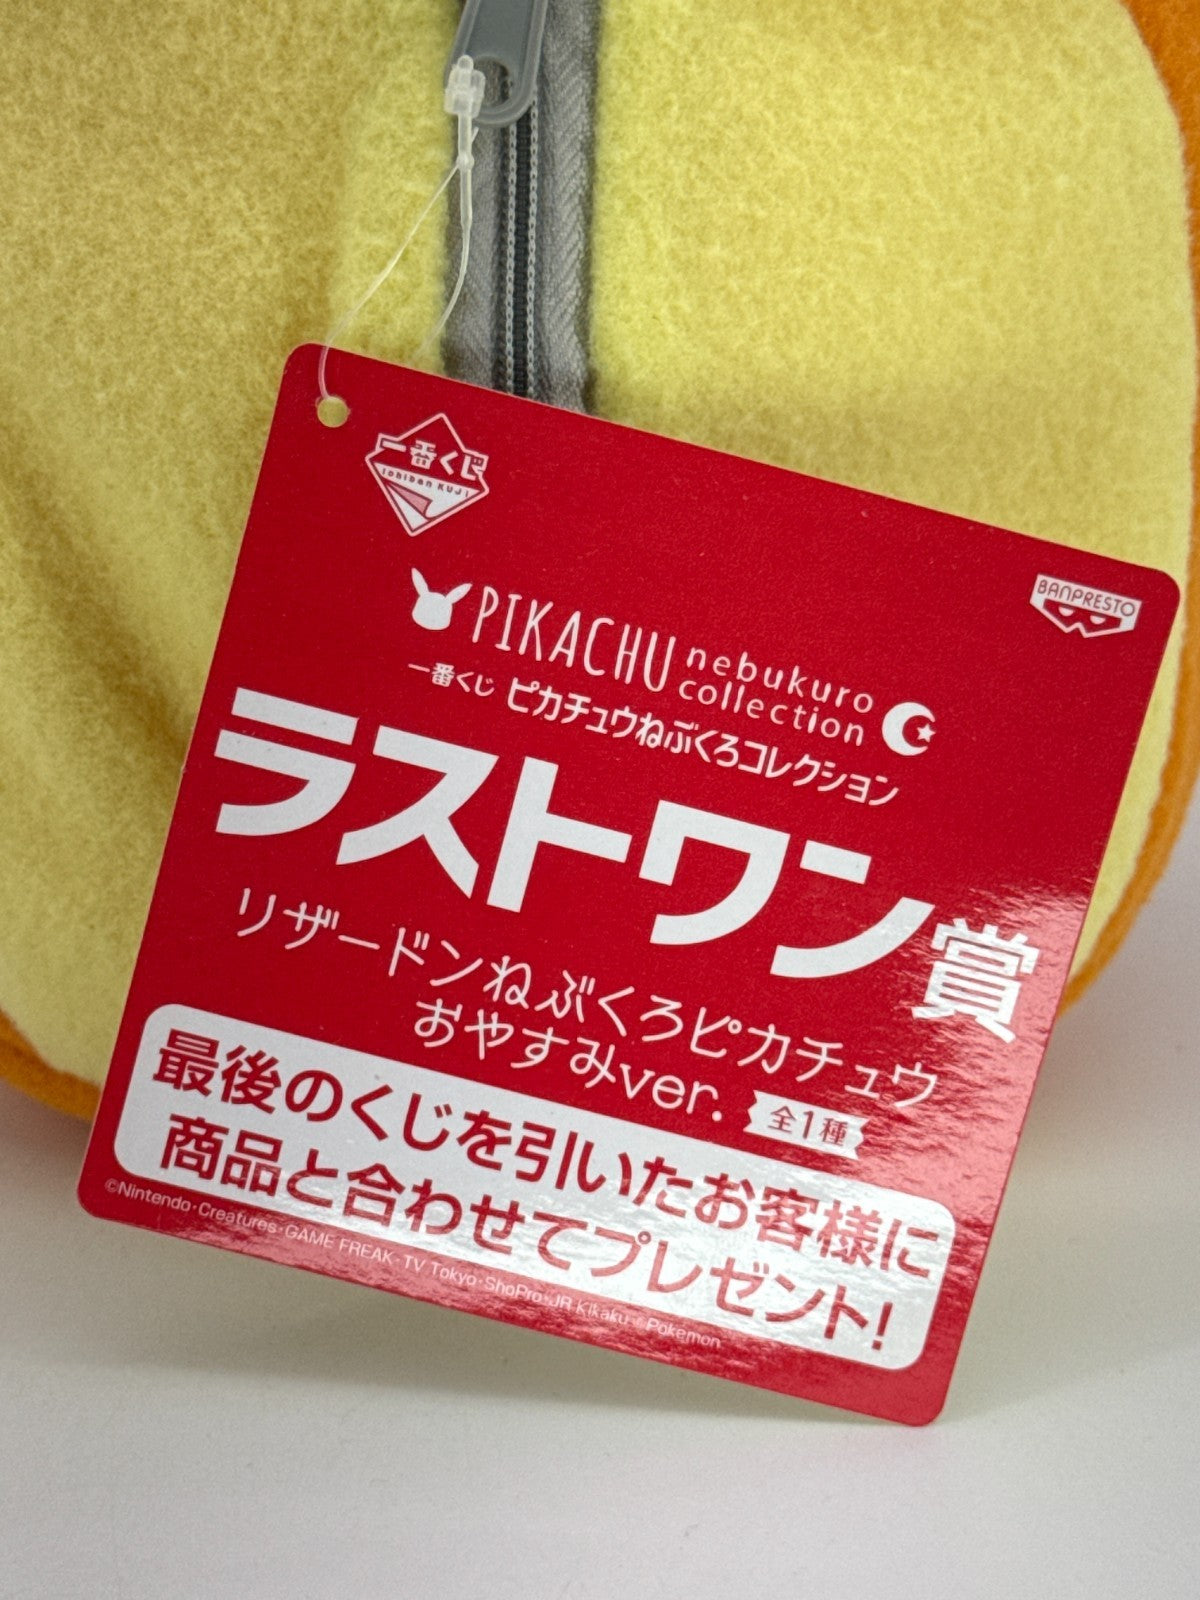 一番くじ
Ichiban KUJI
BANPRESTO
PIKACHU nebukuro collection
一番くじ ピカチュウねぶくろコレクション
ラストワン賞
リザードンねぶくろピカチュウ
おやすみver. 全1種
最後のくじを引いたお客様に
商品と合わせてプレゼント!
©Nintendo・Creatures・GAME FREAK・TV Tokyo・ShoPro・JR Kikaku ©Pokémon